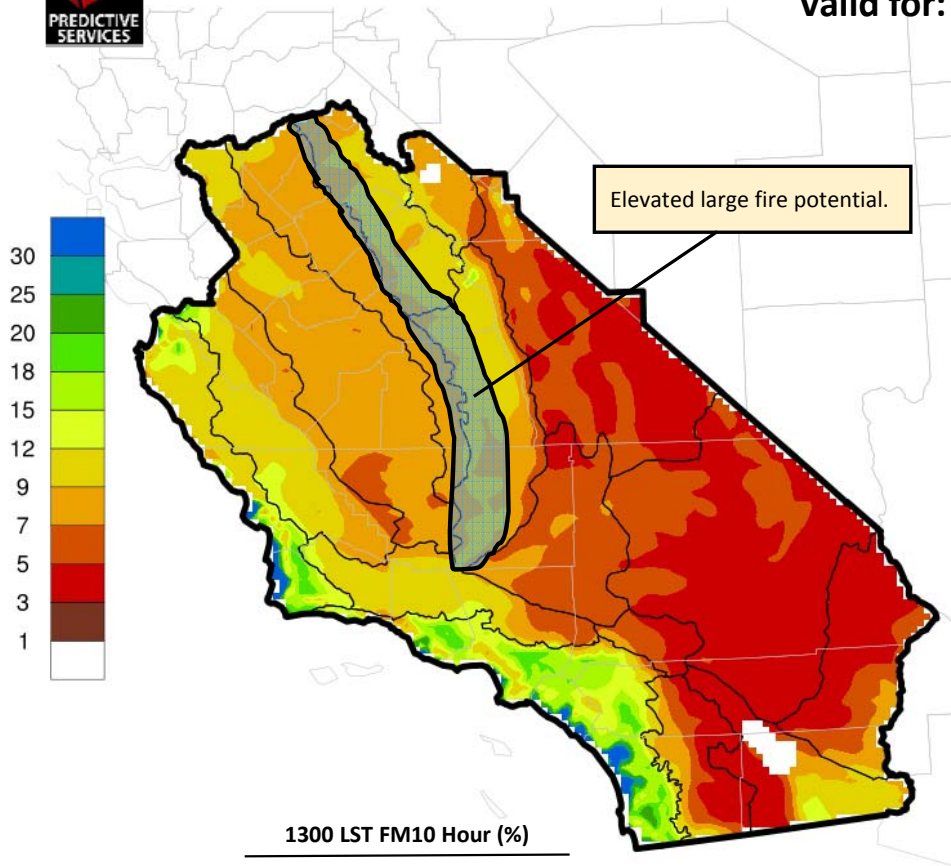 PREDICTIVE
SERVICES
Valid for:
Elevated large fire potential.
30
25
20
18
15
12
9
7
5
3
1
1300 LST FM10 Hour (%)